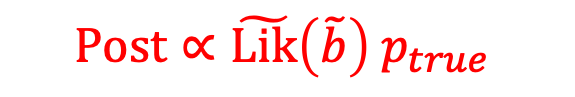 Post ∝ L̃ik(b̃) p_true